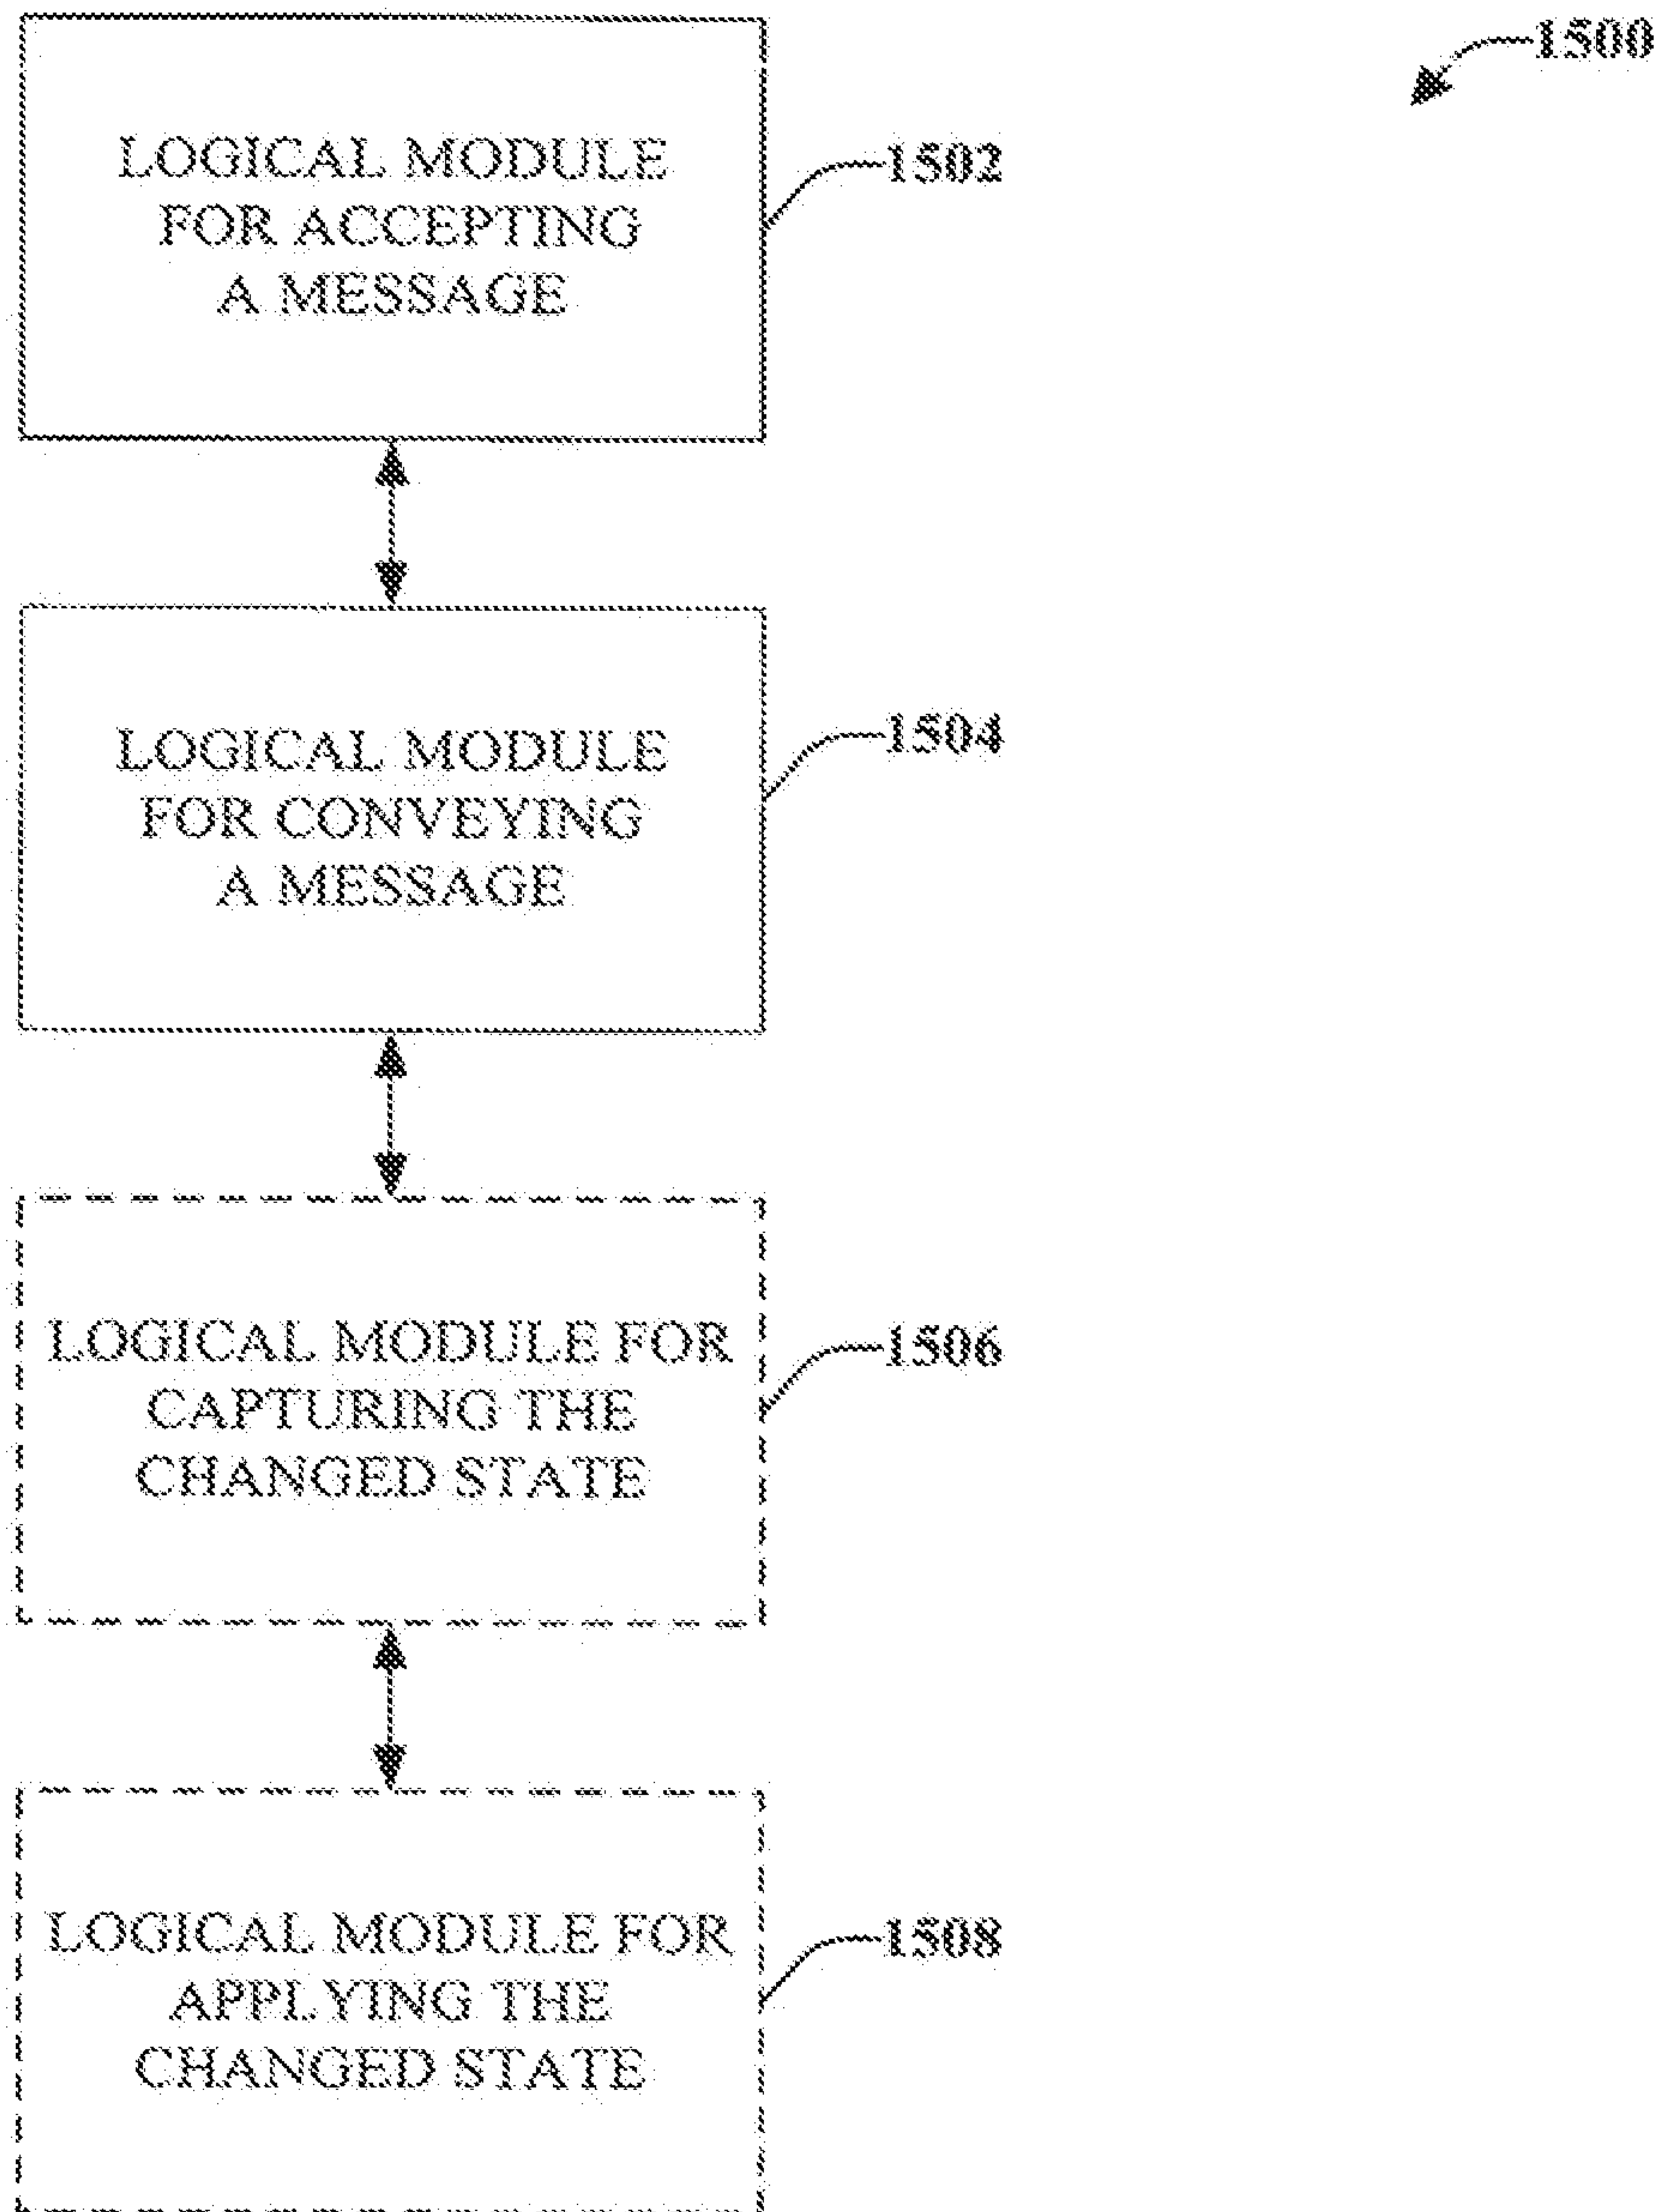 1500
LOGICAL MODULE
FOR ACCEPTING
A MESSAGE
1502
LOGICAL MODULE
FOR CONVEYING
A MESSAGE
1504
LOGICAL MODULE FOR
CAPTURING THE
CHANGED STATE
1506
LOGICAL MODULE FOR
APPLYING THE
CHANGED STATE
1508